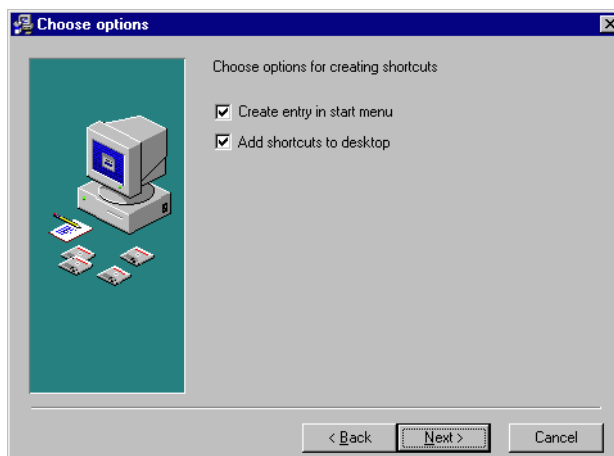 Choose options
Choose options for creating shortcuts
Create entry in start menu
Add shortcuts to desktop
< Back
Next >
Cancel